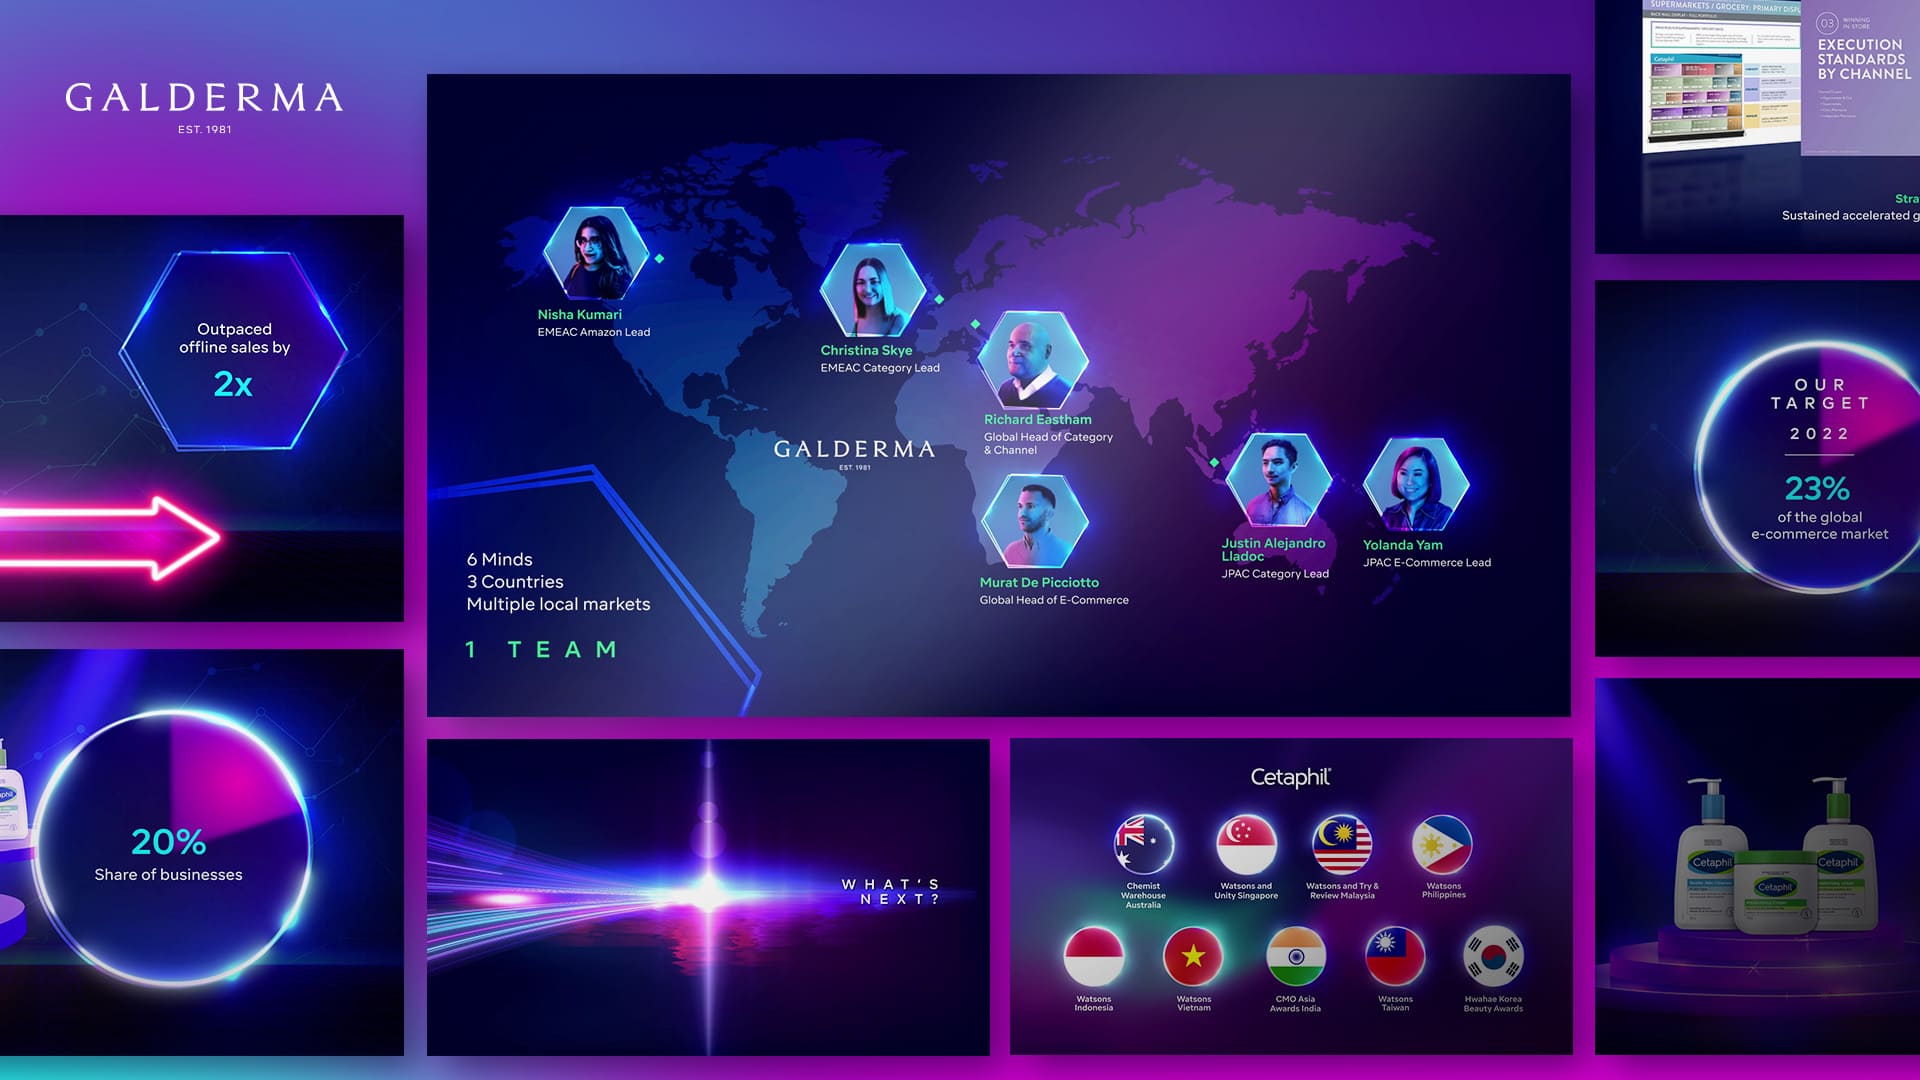 GALDERMA
EST. 1981
Outpaced
offline sales by
2x
20%
Share of businesses
Nisha Kumari
EMEAC Amazon Lead
Christina Skye
EMEAC Category Lead
Richard Eastham
Global Head of Category
& Channel
GALDERMA
EST. 1981
Murat De Picciotto
Global Head of E-Commerce
Justin Alejandro
Lladoc
JPAC Category Lead
Yolanda Yam
JPAC E-Commerce Lead
6 Minds
3 Countries
Multiple local markets
1 TEAM
WHAT'S
NEXT?
Cetaphil®
Chemist
Warehouse
Australia
Watsons and
Unity Singapore
Watsons and Try &
Review Malaysia
Watsons
Philippines
Watsons
Indonesia
Watsons
Vietnam
CMO Asia
Awards India
Watsons
Taiwan
Hwahae Korea
Beauty Awards
SUPERMARKETS / GROCERY: PRIMARY DISPL
Cetaphil
03 WINNING
IN-STORE
EXECUTION
STANDARDS
BY CHANNEL
Stra
Sustained accelerated g
OUR
TARGET
2022
23%
of the global
e-commerce market
Cetaphil
Cetaphil
Cetaphil